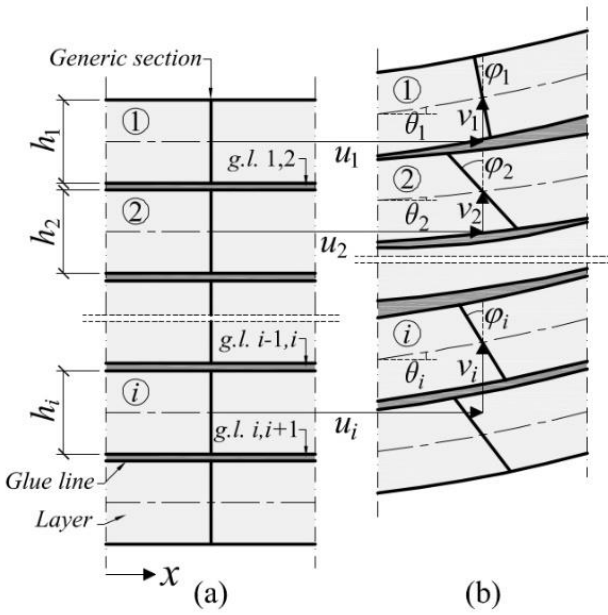 Generic section
①
h₁
u₁
g.l. 1,2
②
h₂
u₂
g.l. i-1,i
ⓘ
hᵢ
g.l. i,i+1
uᵢ
Glue line
Layer
x
(a)
φ₁
①
θ₁
v₁
φ₂
②
θ₂
v₂
φᵢ
ⓘ
θᵢ
vᵢ
(b)